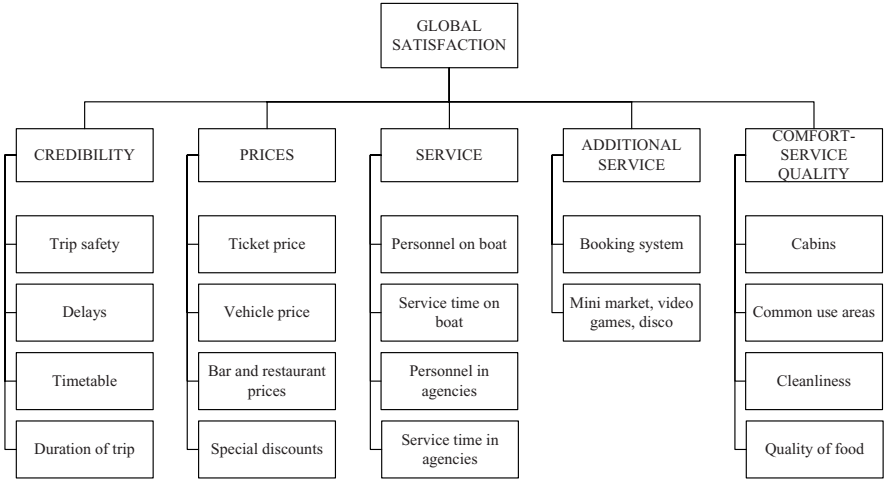 GLOBAL
SATISFACTION
CREDIBILITY
PRICES
SERVICE
ADDITIONAL
SERVICE
COMFORT-
SERVICE
QUALITY
Trip safety
Ticket price
Personnel on boat
Booking system
Cabins
Delays
Vehicle price
Service time on
boat
Mini market, video
games, disco
Common use areas
Timetable
Bar and restaurant
prices
Personnel in
agencies
Cleanliness
Duration of trip
Special discounts
Service time in
agencies
Quality of food